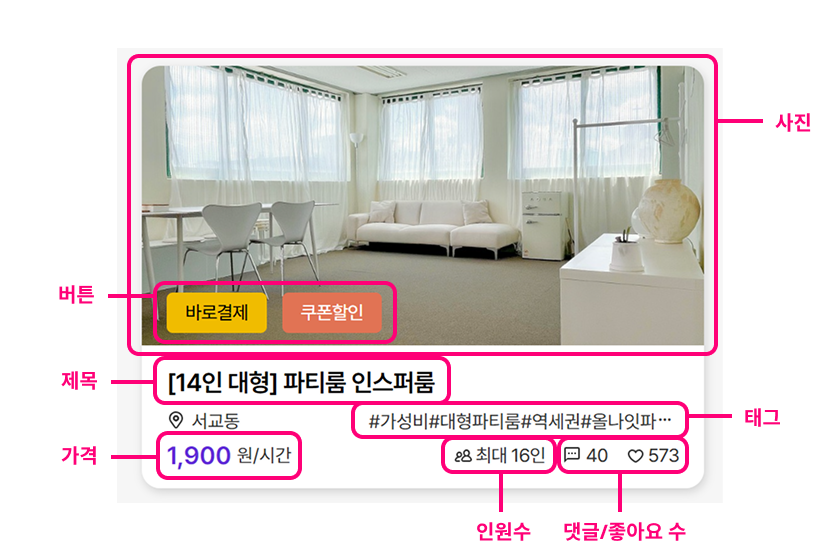 사진
버튼
바로결제
쿠폰할인
제목
[14인 대형] 파티룸 인스퍼룸
서교동
#가성비#대형파티룸#역세권#올나잇파…
태그
가격
1,900 원/시간
최대 16인
40
573
인원수
댓글/좋아요 수